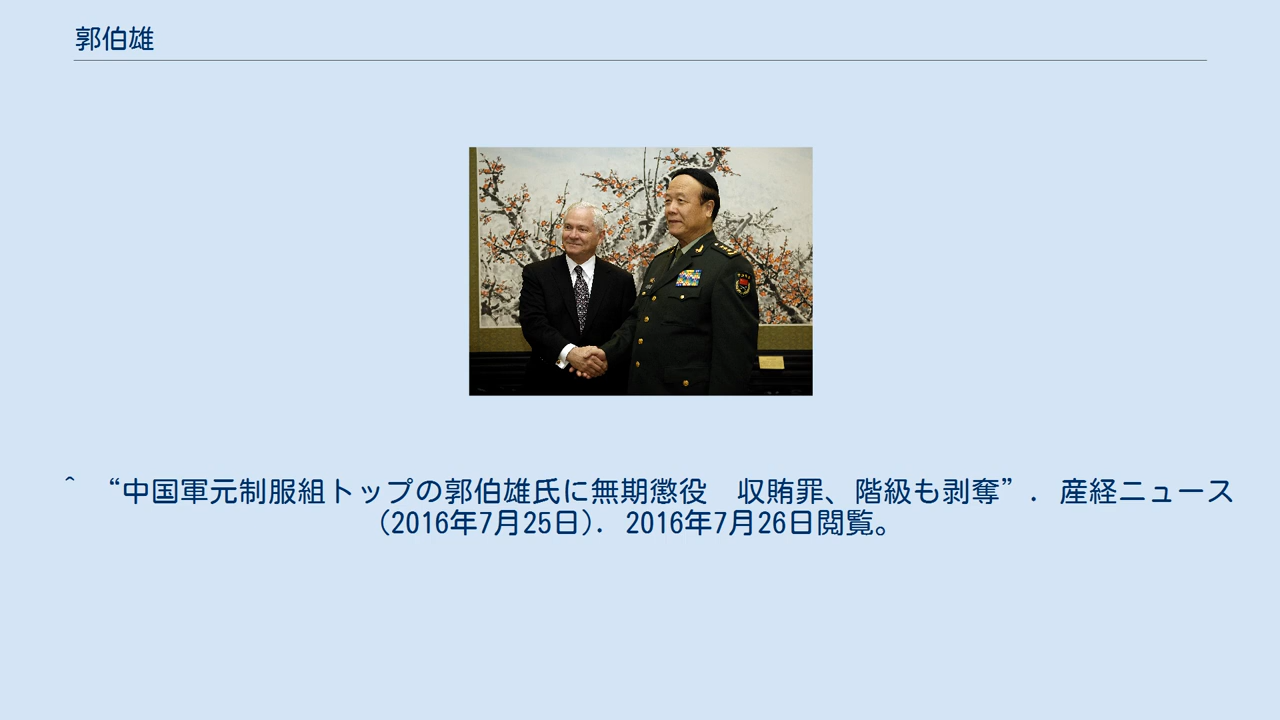 郭伯雄
^ “中国軍元制服組トップの郭伯雄氏に無期懲役　収賄罪、階級も剥奪”. 産経ニュース
(2016年7月25日). 2016年7月26日閲覧。